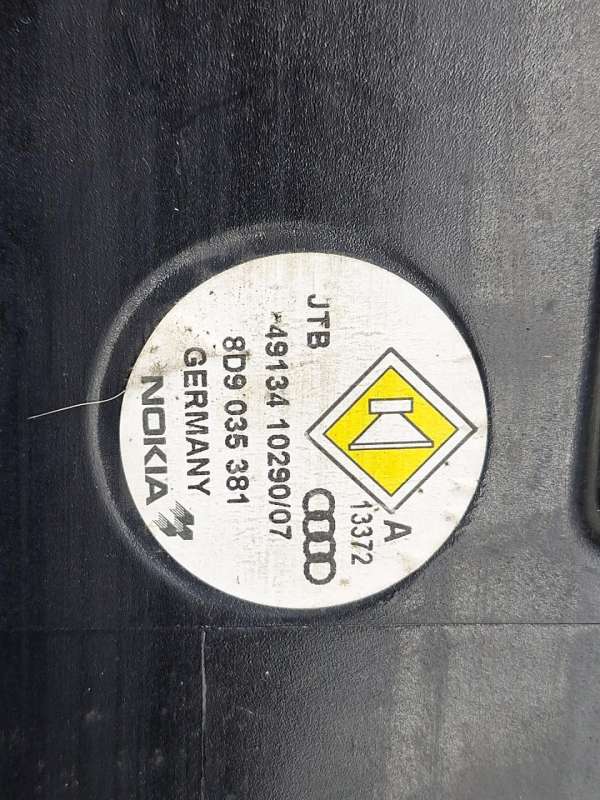 A
13372
JTB
49134 10290/07
8D9 035 381
GERMANY
NOKIA